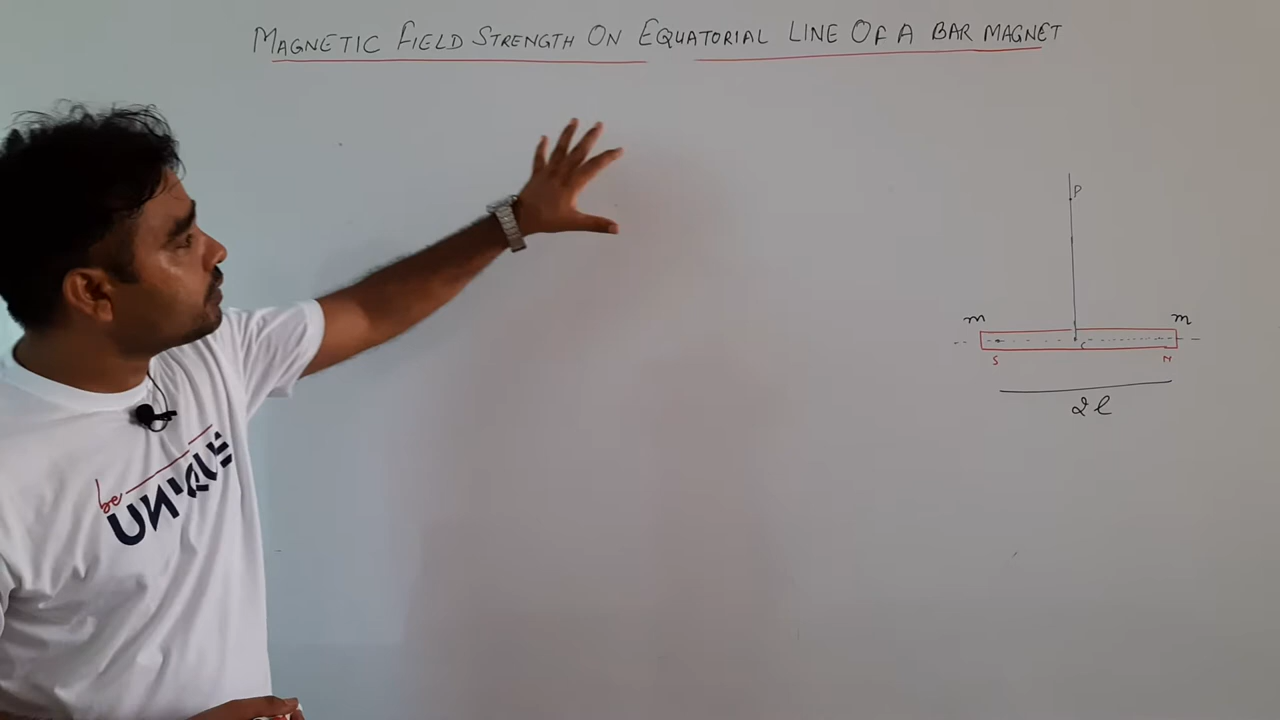 MAGNETIC FIELD STRENGTH ON EQUATORIAL LINE OF A BAR MAGNET
P
m m
C
S N
2l
be
UNIQUE